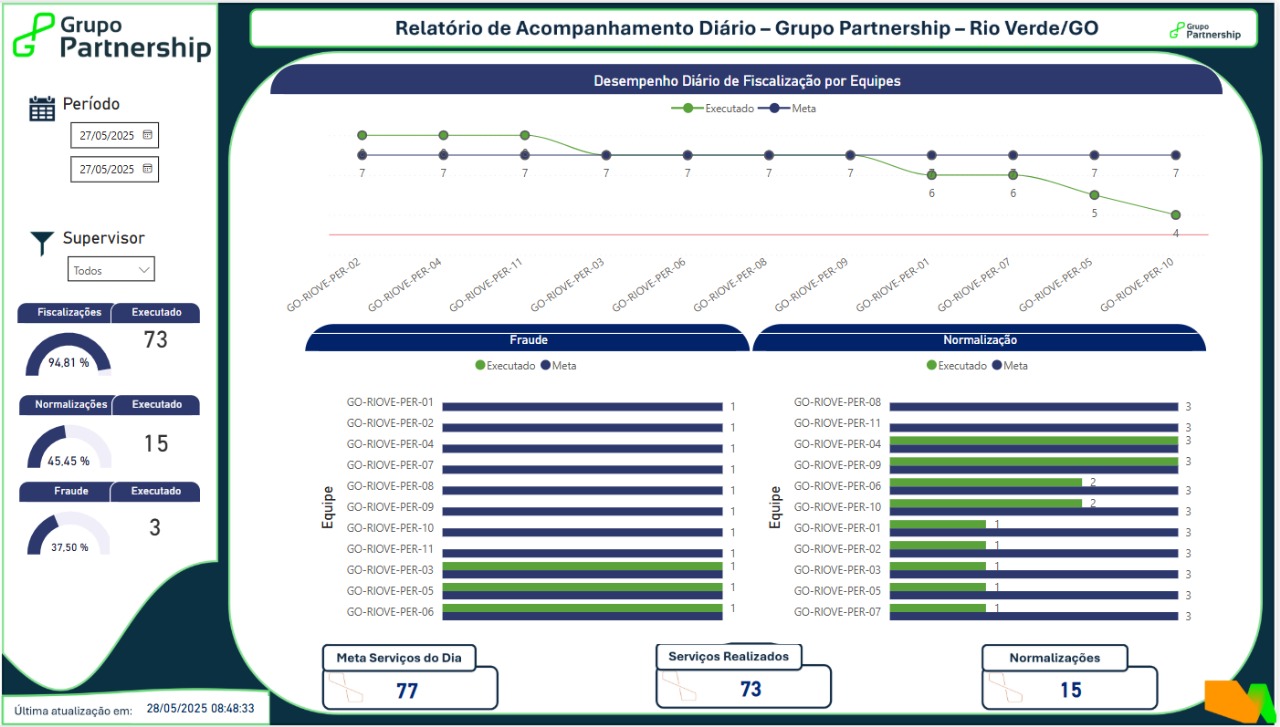 Grupo
Partnership
Relatório de Acompanhamento Diário – Grupo Partnership – Rio Verde/GO
Grupo
Partnership
Período
27/05/2025
27/05/2025
Supervisor
Todos
Fiscalizações Executado
94,81 % 73
Normalizações Executado
45,45 % 15
Fraude Executado
37,50 % 3
Última atualização em: 28/05/2025 08:48:33
Desempenho Diário de Fiscalização por Equipes
Executado Meta
7 7 7 7 7 7 7 7 7
6 6 5 4
GO-RIOVE-PER-02
GO-RIOVE-PER-04
GO-RIOVE-PER-11
GO-RIOVE-PER-03
GO-RIOVE-PER-06
GO-RIOVE-PER-08
GO-RIOVE-PER-09
GO-RIOVE-PER-01
GO-RIOVE-PER-07
GO-RIOVE-PER-05
GO-RIOVE-PER-10
Fraude
Executado Meta
Equipe
GO-RIOVE-PER-01 1
GO-RIOVE-PER-02 1
GO-RIOVE-PER-04 1
GO-RIOVE-PER-07 1
GO-RIOVE-PER-08 1
GO-RIOVE-PER-09 1
GO-RIOVE-PER-10 1
GO-RIOVE-PER-11 1
GO-RIOVE-PER-03 1
GO-RIOVE-PER-05 1
GO-RIOVE-PER-06 1
Normalização
Executado Meta
Equipe
GO-RIOVE-PER-08 3
GO-RIOVE-PER-11 3
GO-RIOVE-PER-04 3
GO-RIOVE-PER-09 3
GO-RIOVE-PER-06 2 3
GO-RIOVE-PER-10 2 3
GO-RIOVE-PER-01 1 3
GO-RIOVE-PER-02 1 3
GO-RIOVE-PER-03 1 3
GO-RIOVE-PER-05 1 3
GO-RIOVE-PER-07 1 3
Meta Serviços do Dia
77
Serviços Realizados
73
Normalizações
15